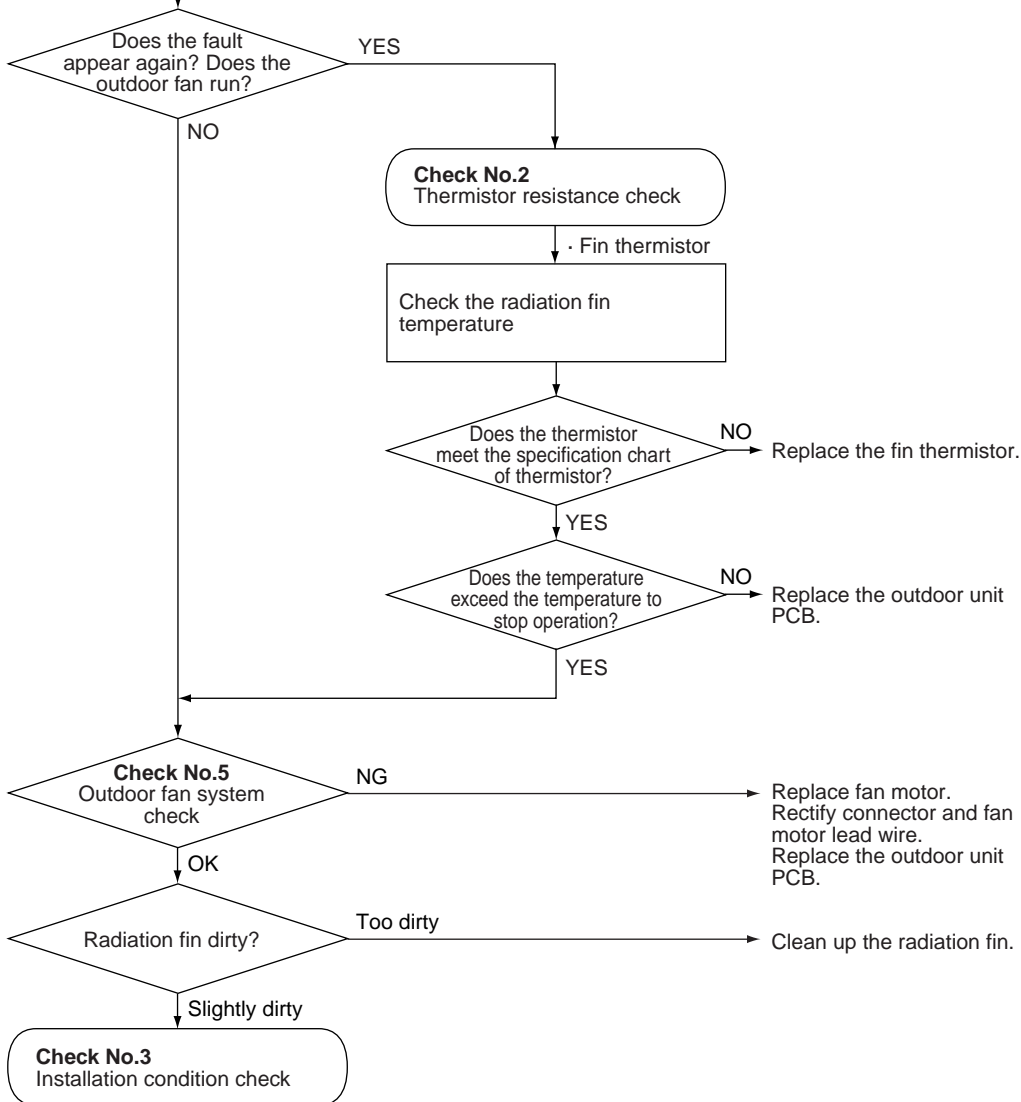 Does the fault
appear again? Does the
outdoor fan run?
YES
NO
Check No.2
Thermistor resistance check
· Fin thermistor
Check the radiation fin
temperature
Does the thermistor
meet the specification chart
of thermistor?
NO
Replace the fin thermistor.
YES
Does the temperature
exceed the temperature to
stop operation?
NO
Replace the outdoor unit
PCB.
YES
Check No.5
Outdoor fan system
check
NG
Replace fan motor.
Rectify connector and fan
motor lead wire.
Replace the outdoor unit
PCB.
OK
Radiation fin dirty?
Too dirty
Clean up the radiation fin.
Slightly dirty
Check No.3
Installation condition check